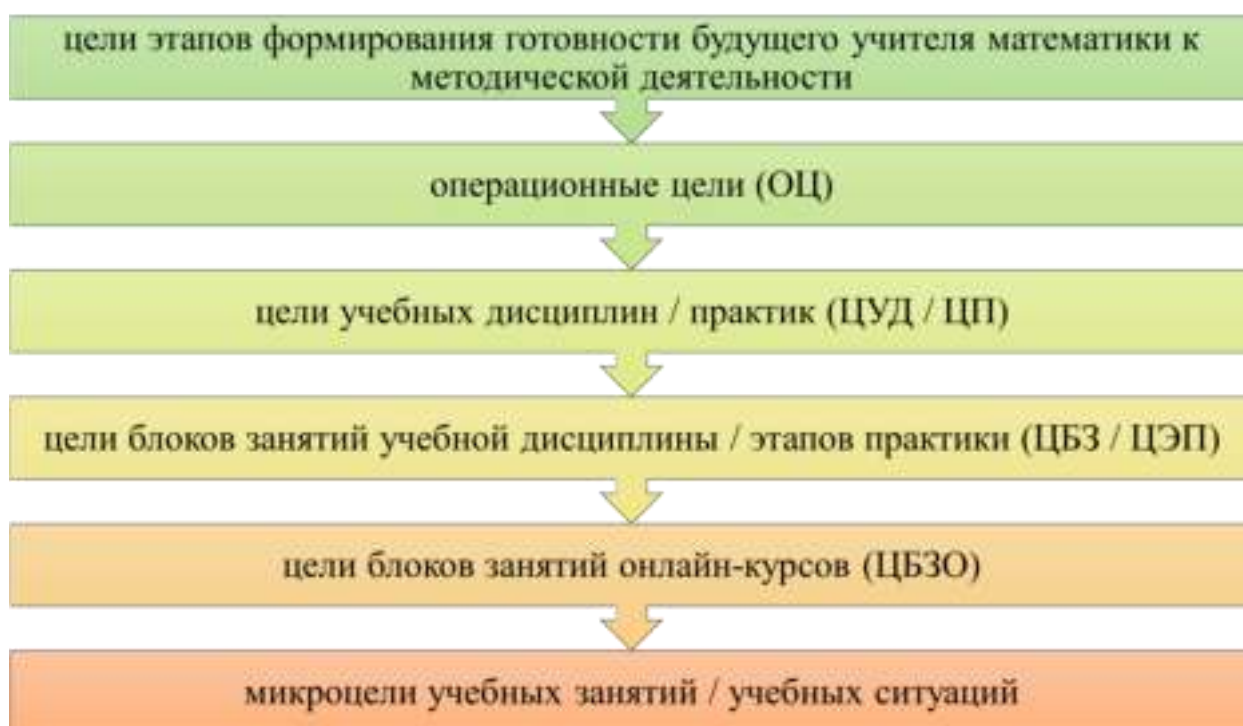 цели этапов формирования готовности будущего учителя математики к
методической деятельности
операционные цели (ОЦ)
цели учебных дисциплин / практик (ЦУД / ЦП)
цели блоков занятий учебной дисциплины / этапов практики (ЦБЗ / ЦЭП)
цели блоков занятий онлайн-курсов (ЦБЗО)
микроцели учебных занятий / учебных ситуаций